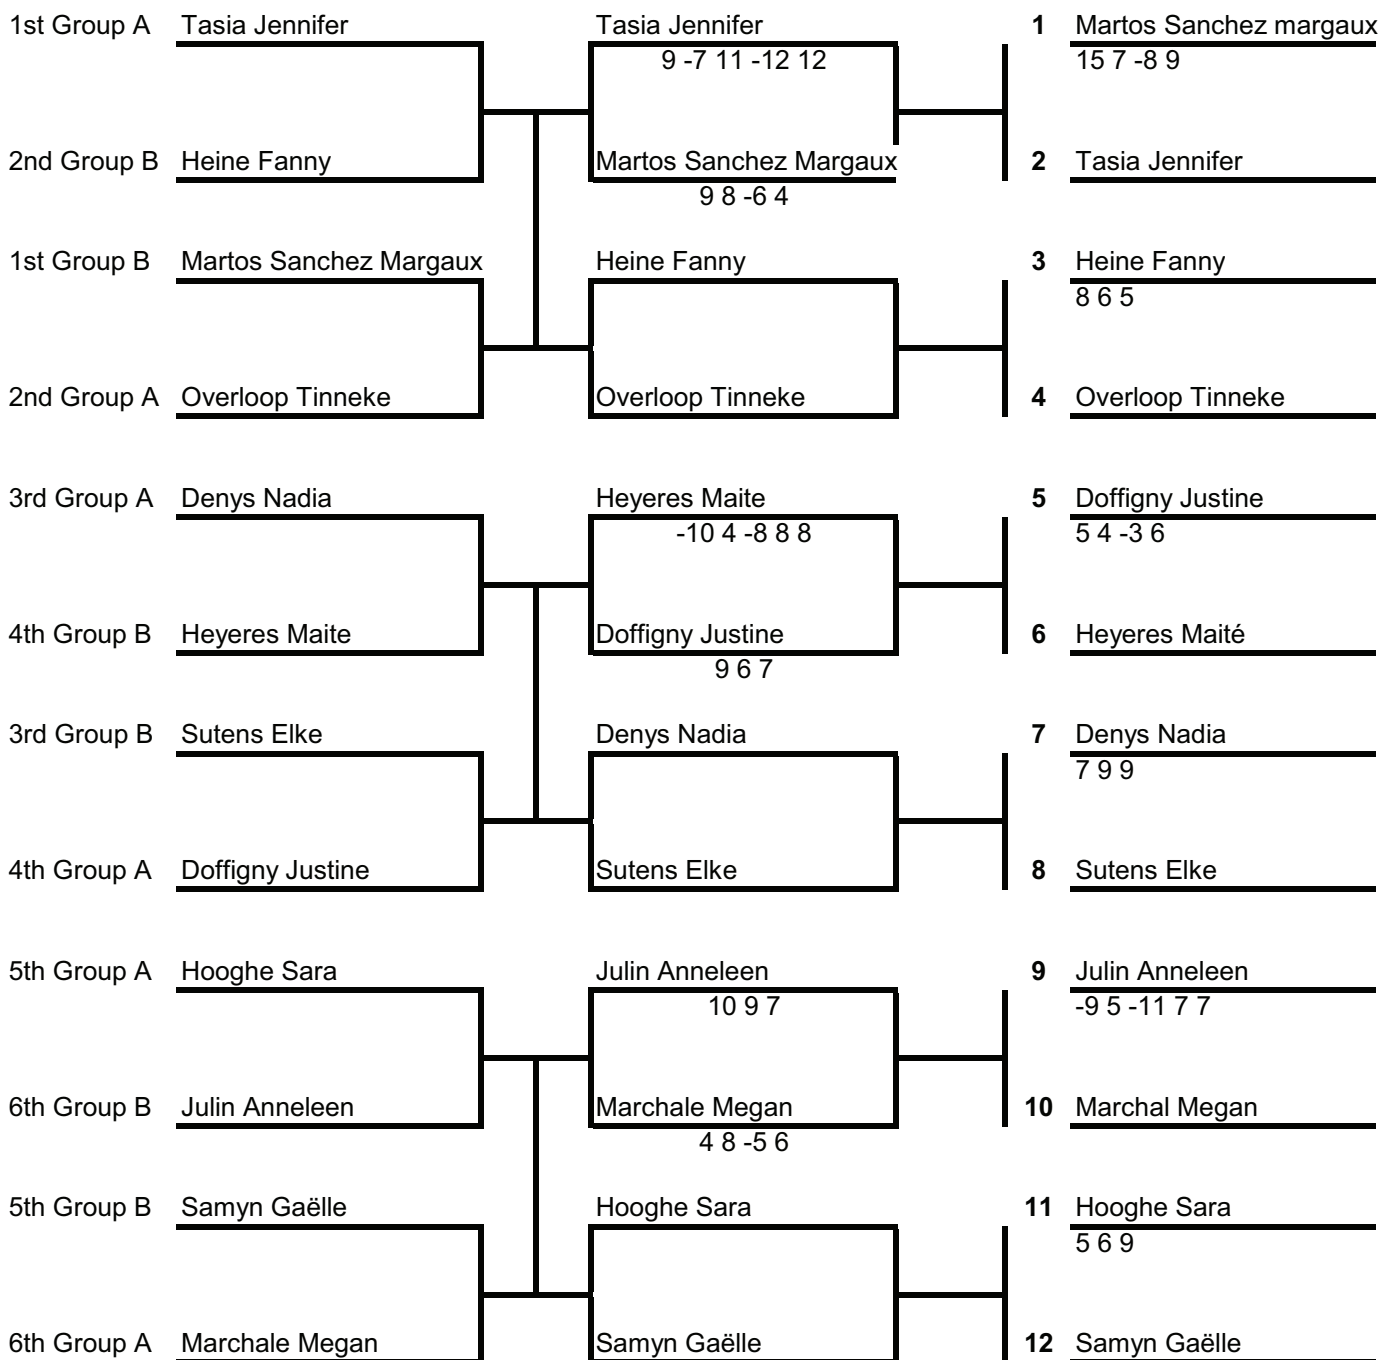 1st Group A Tasia Jennifer Tasia Jennifer 1 Martos Sanchez margaux
9 -7 11 -12 12 15 7 -8 9
2nd Group B Heine Fanny Martos Sanchez Margaux 2 Tasia Jennifer
9 8 -6 4
1st Group B Martos Sanchez Margaux Heine Fanny 3 Heine Fanny
8 6 5
2nd Group A Overloop Tinneke Overloop Tinneke 4 Overloop Tinneke
3rd Group A Denys Nadia Heyeres Maite 5 Doffigny Justine
-10 4 -8 8 8 5 4 -3 6
4th Group B Heyeres Maite Doffigny Justine 6 Heyeres Maité
9 6 7
3rd Group B Sutens Elke Denys Nadia 7 Denys Nadia
7 9 9
4th Group A Doffigny Justine Sutens Elke 8 Sutens Elke
5th Group A Hooghe Sara Julin Anneleen 9 Julin Anneleen
10 9 7 -9 5 -11 7 7
6th Group B Julin Anneleen Marchale Megan 10 Marchal Megan
4 8 -5 6
5th Group B Samyn Gaëlle Hooghe Sara 11 Hooghe Sara
5 6 9
6th Group A Marchale Megan Samyn Gaëlle 12 Samyn Gaëlle